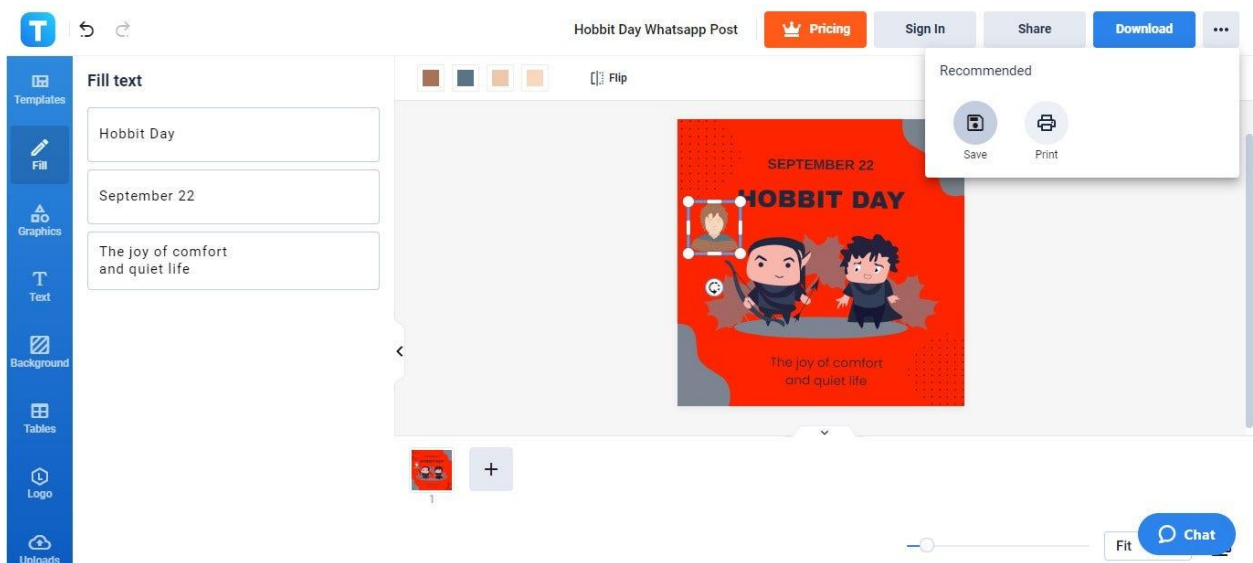 T
Hobbit Day Whatsapp Post
Pricing
Sign In
Share
Download
Templates
Fill
Graphics
Text
Background
Tables
Logo
Uploads
Fill text
Hobbit Day
September 22
The joy of comfort
and quiet life
Flip
Recommended
Save
Print
SEPTEMBER 22
HOBBIT DAY
The joy of comfort
and quiet life
1
Fit
Chat